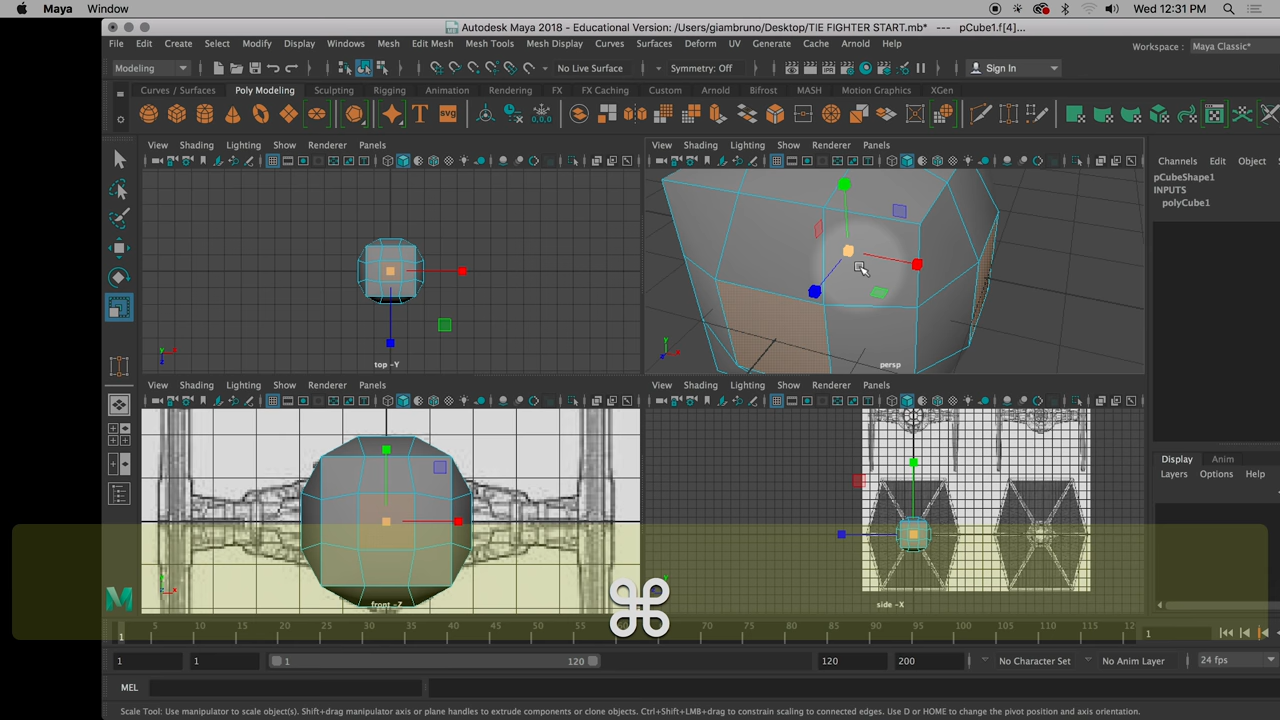 Maya Window Wed 12:31 PM
Autodesk Maya 2018 - Educational Version: /Users/giambruno/Desktop/TIE FIGHTER START.mb* --- pCube1.f[4]...
File Edit Create Select Modify Display Windows Mesh Edit Mesh Mesh Tools Mesh Display Curves Surfaces Deform UV Generate Cache Arnold Help Workspace : Maya Classic*
Modeling No Live Surface Symmetry: Off Sign In
Curves / Surfaces Poly Modeling Sculpting Rigging Animation Rendering FX FX Caching Custom Arnold Bifrost MASH Motion Graphics XGen
View Shading Lighting Show Renderer Panels
top -Y
View Shading Lighting Show Renderer Panels
persp
Channels Edit Object
pCubeShape1
INPUTS
polyCube1
View Shading Lighting Show Renderer Panels
front -Z
View Shading Lighting Show Renderer Panels
side -X
Display Anim
Layers Options Help
⌘
1 5 10 15 20 25 30 35 40 45 50 55 60 65 70 75 80 85 90 95 100 105 110 115 12 1
1 1 1 120 120 200 No Character Set No Anim Layer 24 fps
MEL
Scale Tool: Use manipulator to scale object(s). Shift+drag manipulator axis or plane handles to extrude components or clone objects. Ctrl+Shift+LMB+drag to constrain scaling to connected edges. Use D or HOME to change the pivot position and axis orientation.